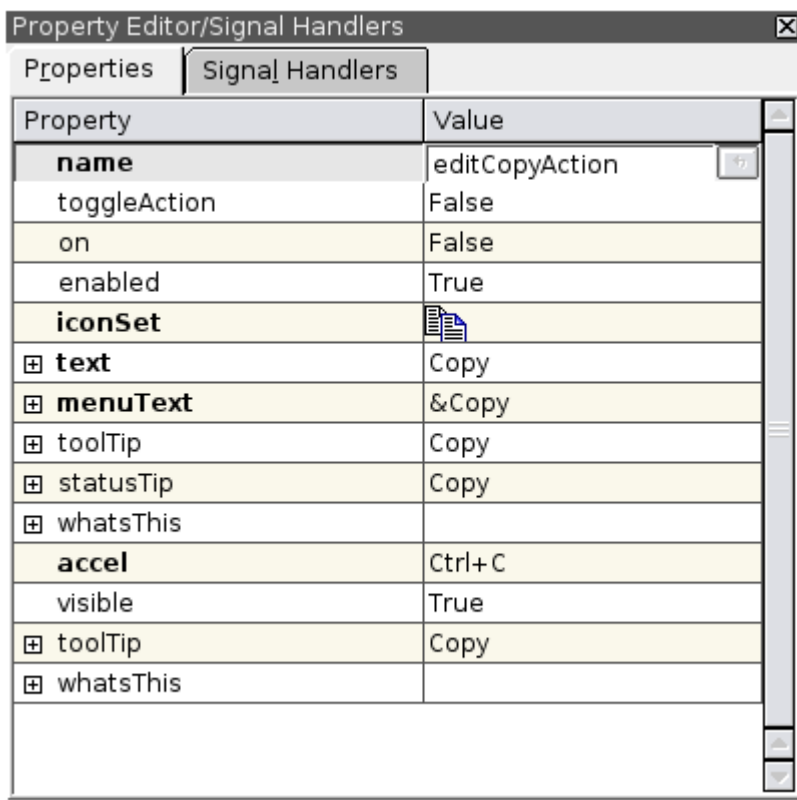 Property Editor/Signal Handlers
Properties Signal Handlers
Property Value
name editCopyAction
toggleAction False
on False
enabled True
iconSet
text Copy
menuText &Copy
toolTip Copy
statusTip Copy
whatsThis
accel Ctrl+C
visible True
toolTip Copy
whatsThis